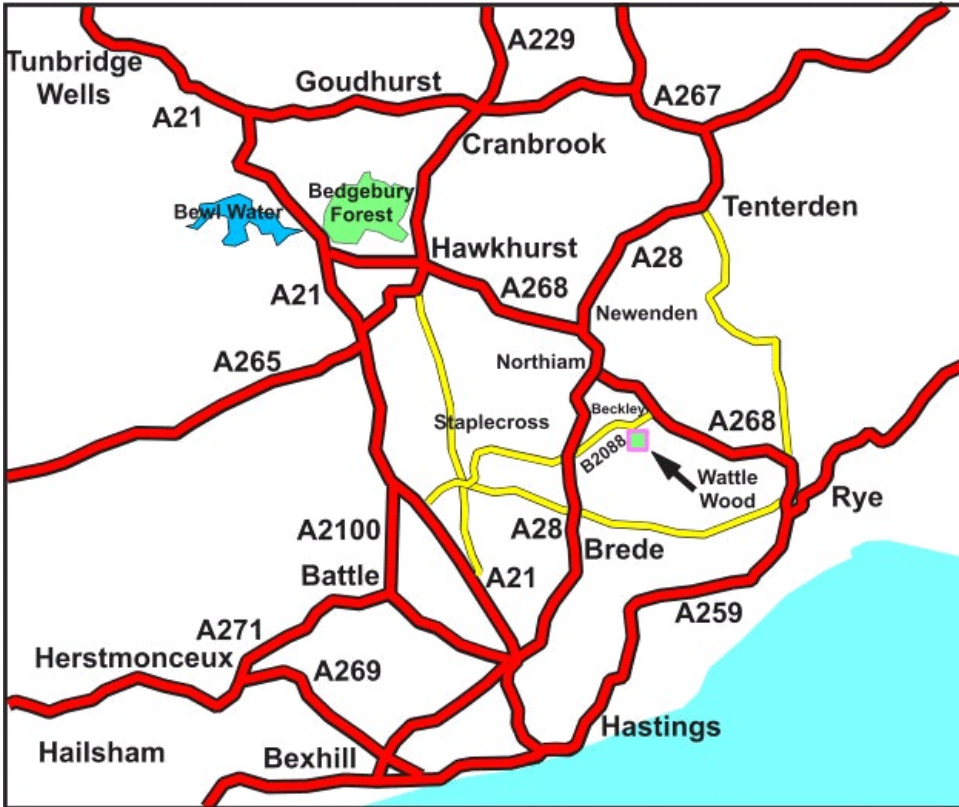 A229
Tunbridge
Wells
Goudhurst
A267
A21
Cranbrook
Bedgebury
Forest
Bewl Water
Tenterden
Hawkhurst
A28
A21
A268
Newenden
Northiam
A265
Beckley
Staplecross
A268
B2088
Wattle
Wood
Rye
A2100
A28
Brede
Battle
A21
A259
A271
Herstmonceux
A269
Hastings
Hailsham
Bexhill